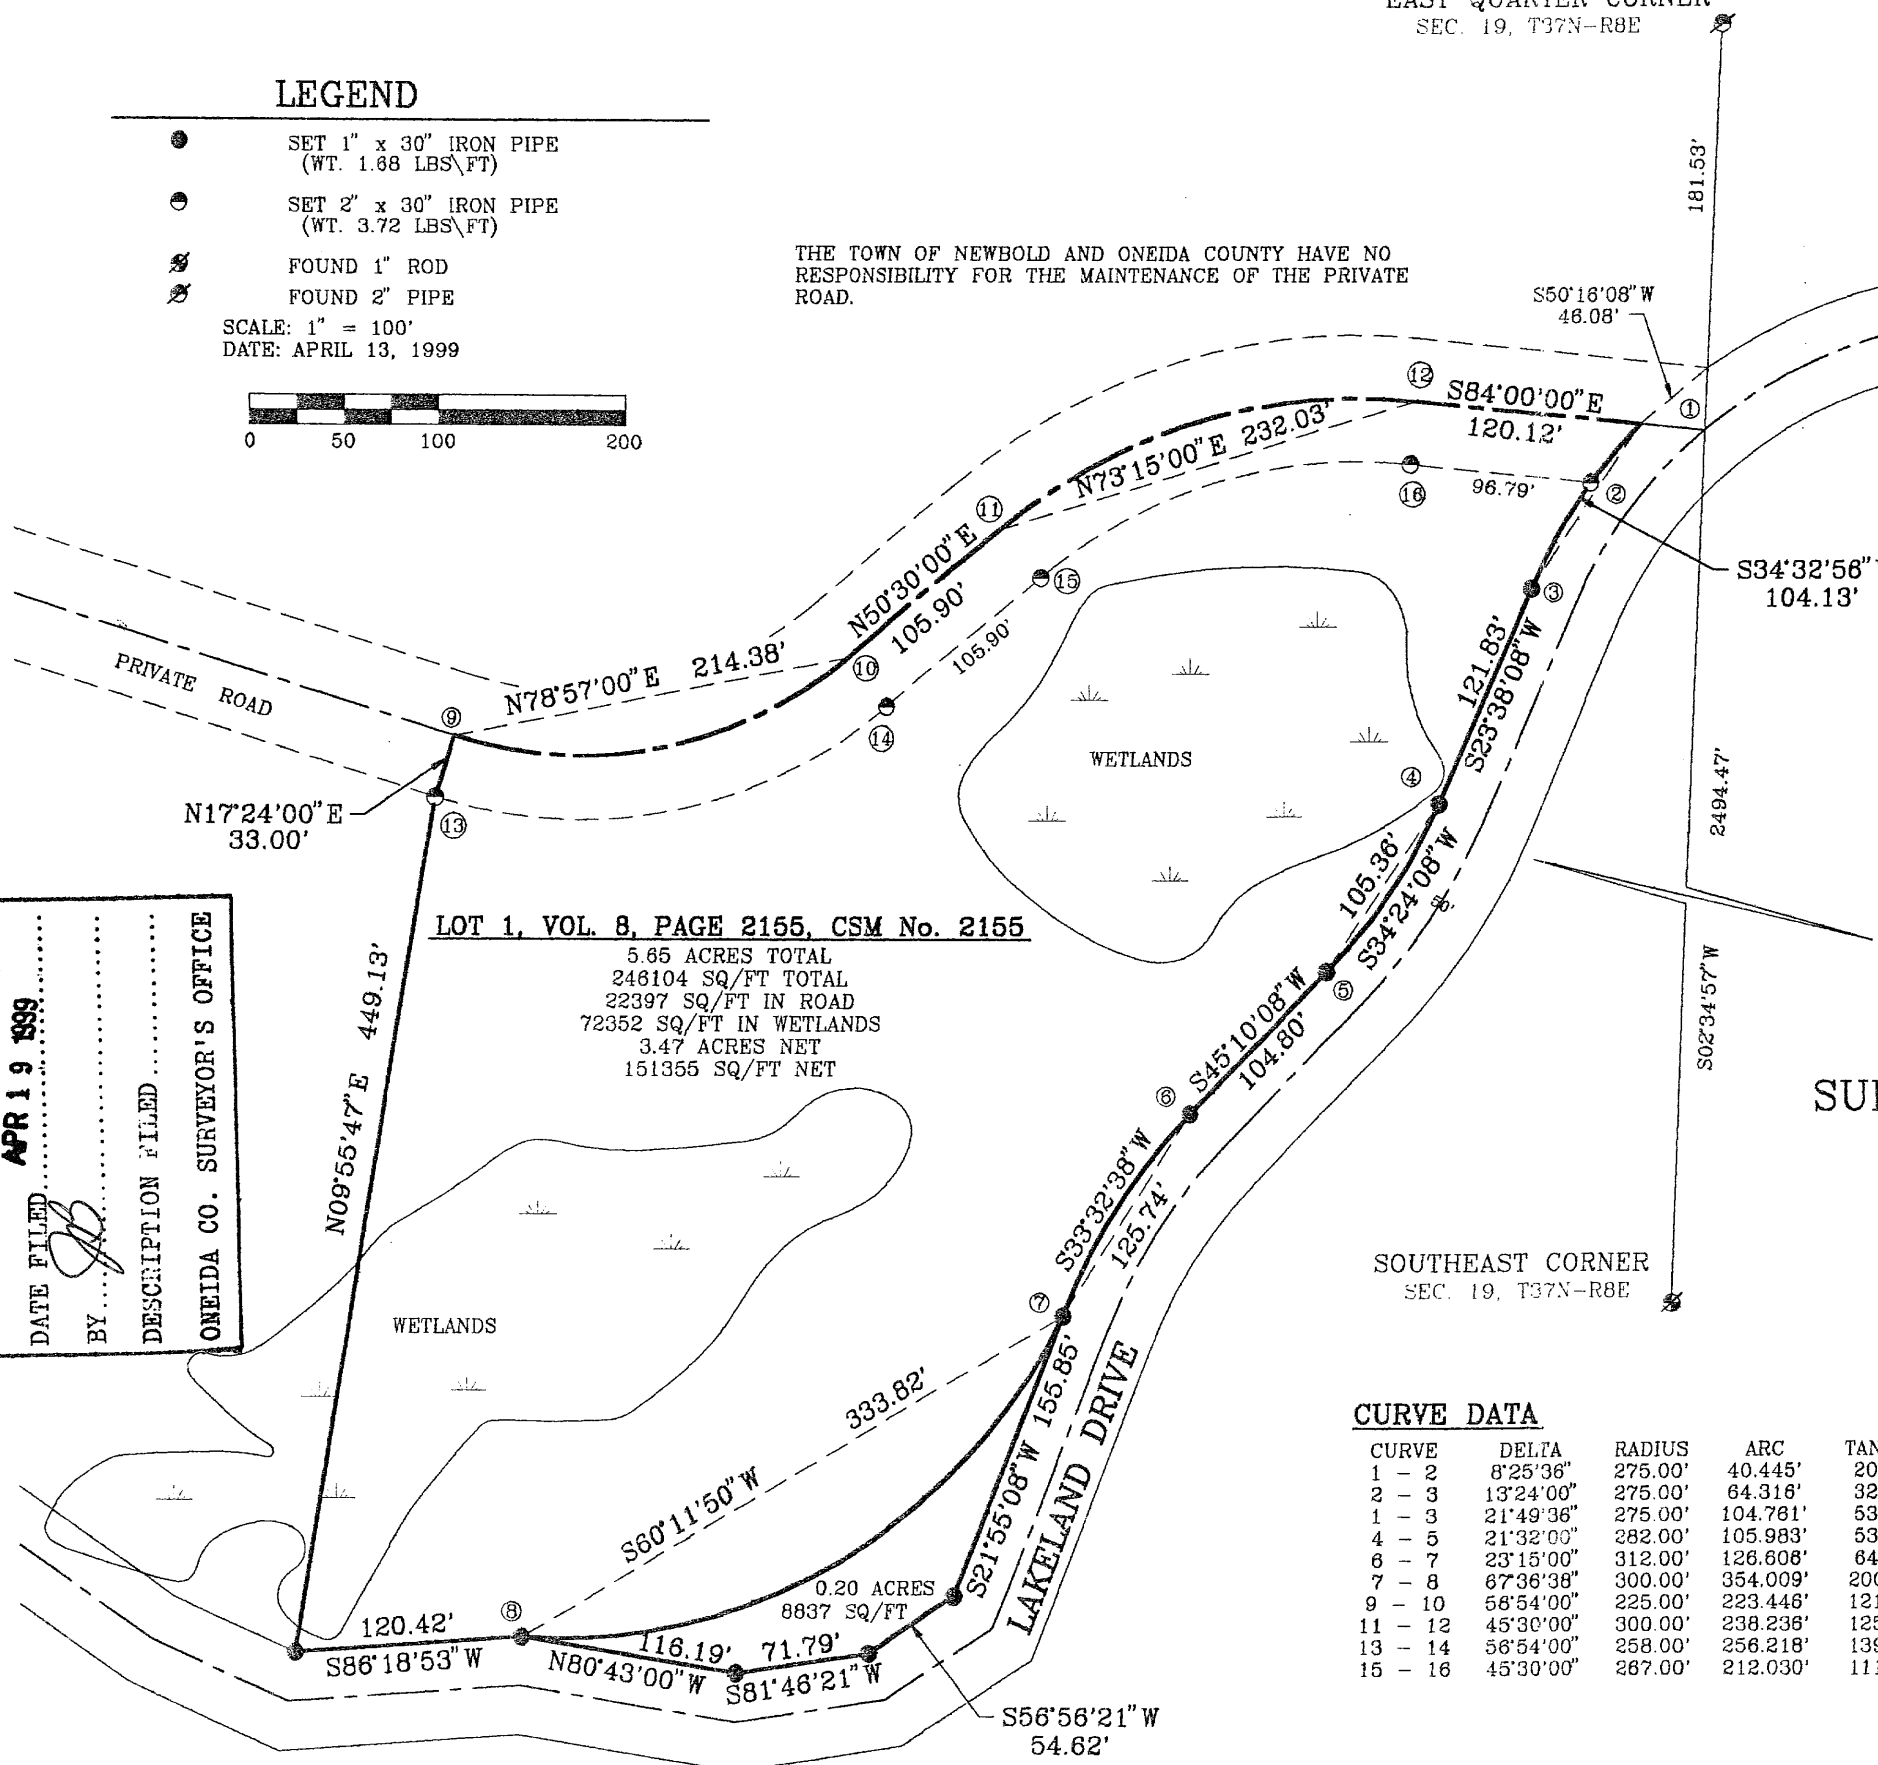 EAST QUARTER CORNER
SEC. 19, T37N-R8E
LEGEND
SET 1" x 30" IRON PIPE
(WT. 1.68 LBS\FT)
SET 2" x 30" IRON PIPE
(WT. 3.72 LBS\FT)
FOUND 1" ROD
FOUND 2" PIPE
SCALE: 1" = 100'
DATE: APRIL 13, 1999
0 50 100 200
THE TOWN OF NEWBOLD AND ONEIDA COUNTY HAVE NO
RESPONSIBILITY FOR THE MAINTENANCE OF THE PRIVATE
ROAD.
181.53'
S50°16'08"W
46.08'
12
S84°00'00"E
120.12'
1
N73°15'00"E 232.03'
11
16
96.79'
2
N50°30'00"E
105.90'
15
105.90'
S34°32'56"
104.13'
3
121.83'
S23°38'08"W
10
N78°57'00"E 214.38'
PRIVATE ROAD
9
14
WETLANDS
4
2494.47'
N17°24'00"E
33.00'
13
105.36'
S34°24'08"W
50'
LOT 1, VOL. 8, PAGE 2155, CSM No. 2155
5.65 ACRES TOTAL
246104 SQ/FT TOTAL
22397 SQ/FT IN ROAD
72352 SQ/FT IN WETLANDS
3.47 ACRES NET
151355 SQ/FT NET
5
S45°10'08"W
104.80'
S02°34'57"W
APR 19 1999
DATE FILED
BY
DESCRIPTION FILED
ONEIDA CO. SURVEYOR'S OFFICE
N09°55'47"E 449.13'
6
SU
S33°32'38"W
125.74'
SOUTHEAST CORNER
SEC. 19, T37N-R8E
7
WETLANDS
333.82'
S60°11'50"W
S21°55'08"W 155.85'
LAKELAND DRIVE
0.20 ACRES
8837 SQ/FT
8
120.42'
S86°18'53"W
116.19'
N80°43'00"W
71.79'
S81°46'21"W
S56°56'21"W
54.62'
CURVE DATA
CURVE DELTA RADIUS ARC TAN
1 - 2 8°25'36" 275.00' 40.445' 20
2 - 3 13°24'00" 275.00' 64.316' 32
1 - 3 21°49'36" 275.00' 104.761' 53
4 - 5 21°32'00" 282.00' 105.983' 53
6 - 7 23°15'00" 312.00' 126.608' 64
7 - 8 67°36'38" 300.00' 354.009' 200
9 - 10 56°54'00" 225.00' 223.446' 121
11 - 12 45°30'00" 300.00' 238.236' 125
13 - 14 56°54'00" 258.00' 256.218' 139
15 - 16 45°30'00" 267.00' 212.030' 111